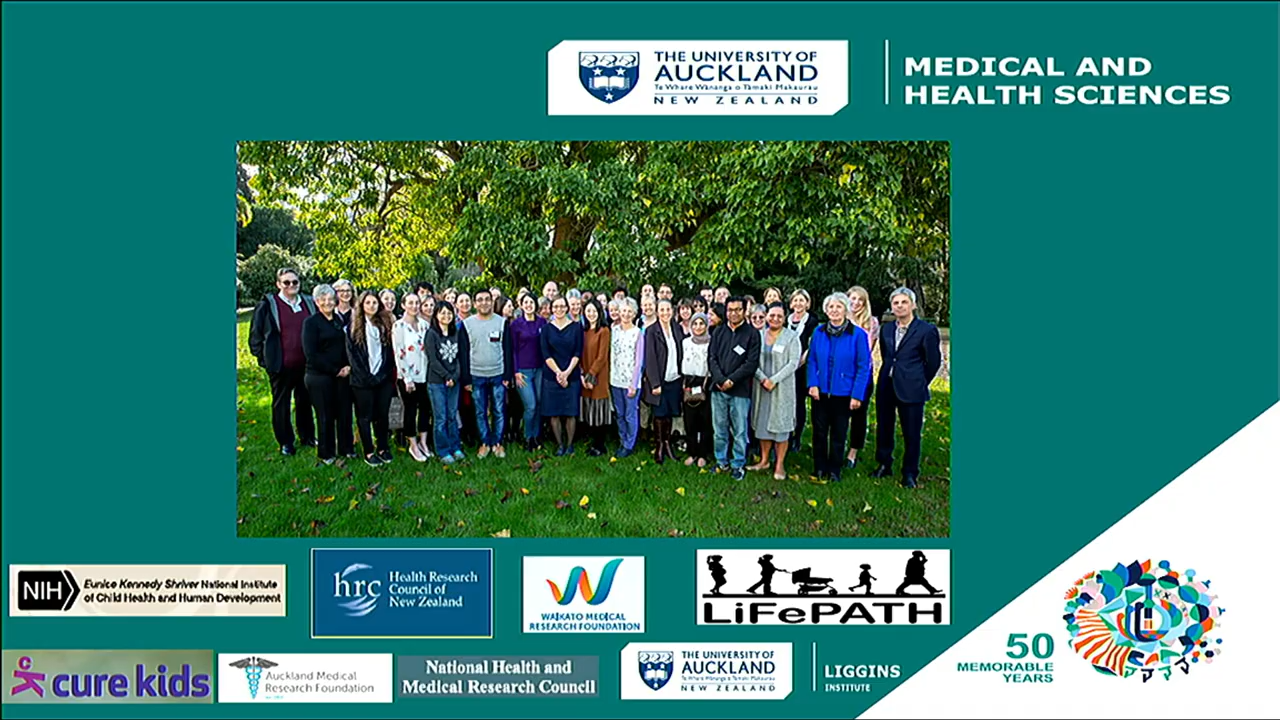 THE UNIVERSITY OF
AUCKLAND
Te Whare Wānanga o Tāmaki Makaurau
NEW ZEALAND
MEDICAL AND
HEALTH SCIENCES
NIH
Eunice Kennedy Shriver National Institute
of Child Health and Human Development
hrc
Health Research
Council of
New Zealand
WAIKATO MEDICAL
RESEARCH FOUNDATION
LiFePATH
cure kids
Auckland Medical
Research Foundation
National Health and
Medical Research Council
THE UNIVERSITY OF
AUCKLAND
Te Whare Wānanga o Tāmaki Makaurau
NEW ZEALAND
LIGGINS
INSTITUTE
50
MEMORABLE
YEARS